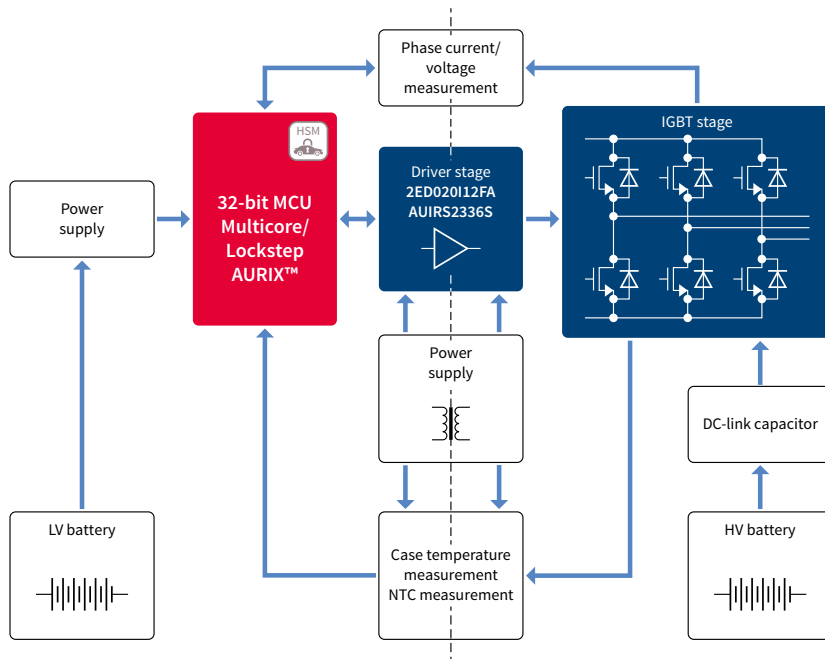 Phase current/
voltage
measurement
HSM
32-bit MCU
Multicore/
Lockstep
AURIX™
Driver stage
2ED020I12FA
AUIRS2336S
IGBT stage
Power
supply
Power
supply
DC-link capacitor
LV battery
Case temperature
measurement
NTC measurement
HV battery